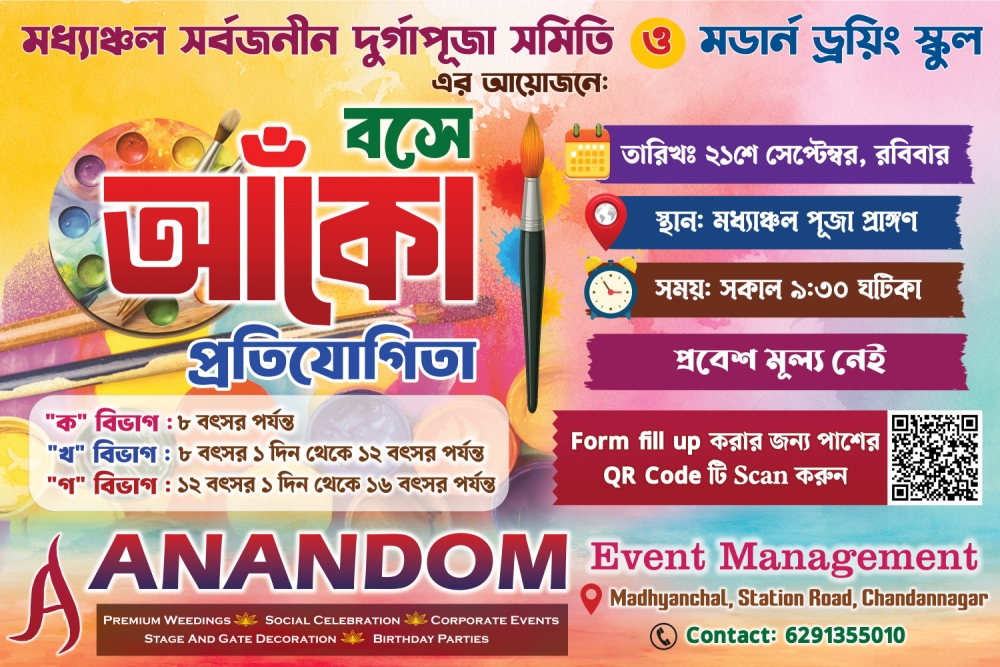 মধ্যাঞ্চল সর্বজনীন দুর্গাপূজা সমিতি ও মডার্ন ড্রয়িং স্কুল
এর আয়োজনে:
বসে
আঁকো
প্রতিযোগিতা
তারিখঃ ২১শে সেপ্টেম্বর, রবিবার
স্থান: মধ্যাঞ্চল পূজা প্রাঙ্গণ
সময়: সকাল ৯:৩০ ঘটিকা
প্রবেশ মূল্য নেই
"ক" বিভাগ : ৮ বৎসর পর্যন্ত
"খ" বিভাগ : ৮ বৎসর ১ দিন থেকে ১২ বৎসর পর্যন্ত
"গ" বিভাগ : ১২ বৎসর ১ দিন থেকে ১৬ বৎসর পর্যন্ত
Form fill up করার জন্য পাশের
QR Code টি Scan করুন
A ANANDOM
PREMIUM WEEDINGS SOCIAL CELEBRATION CORPORATE EVENTS
STAGE AND GATE DECORATION BIRTHDAY PARTIES
Event Management
Madhyanchal, Station Road, Chandannagar
Contact: 6291355010